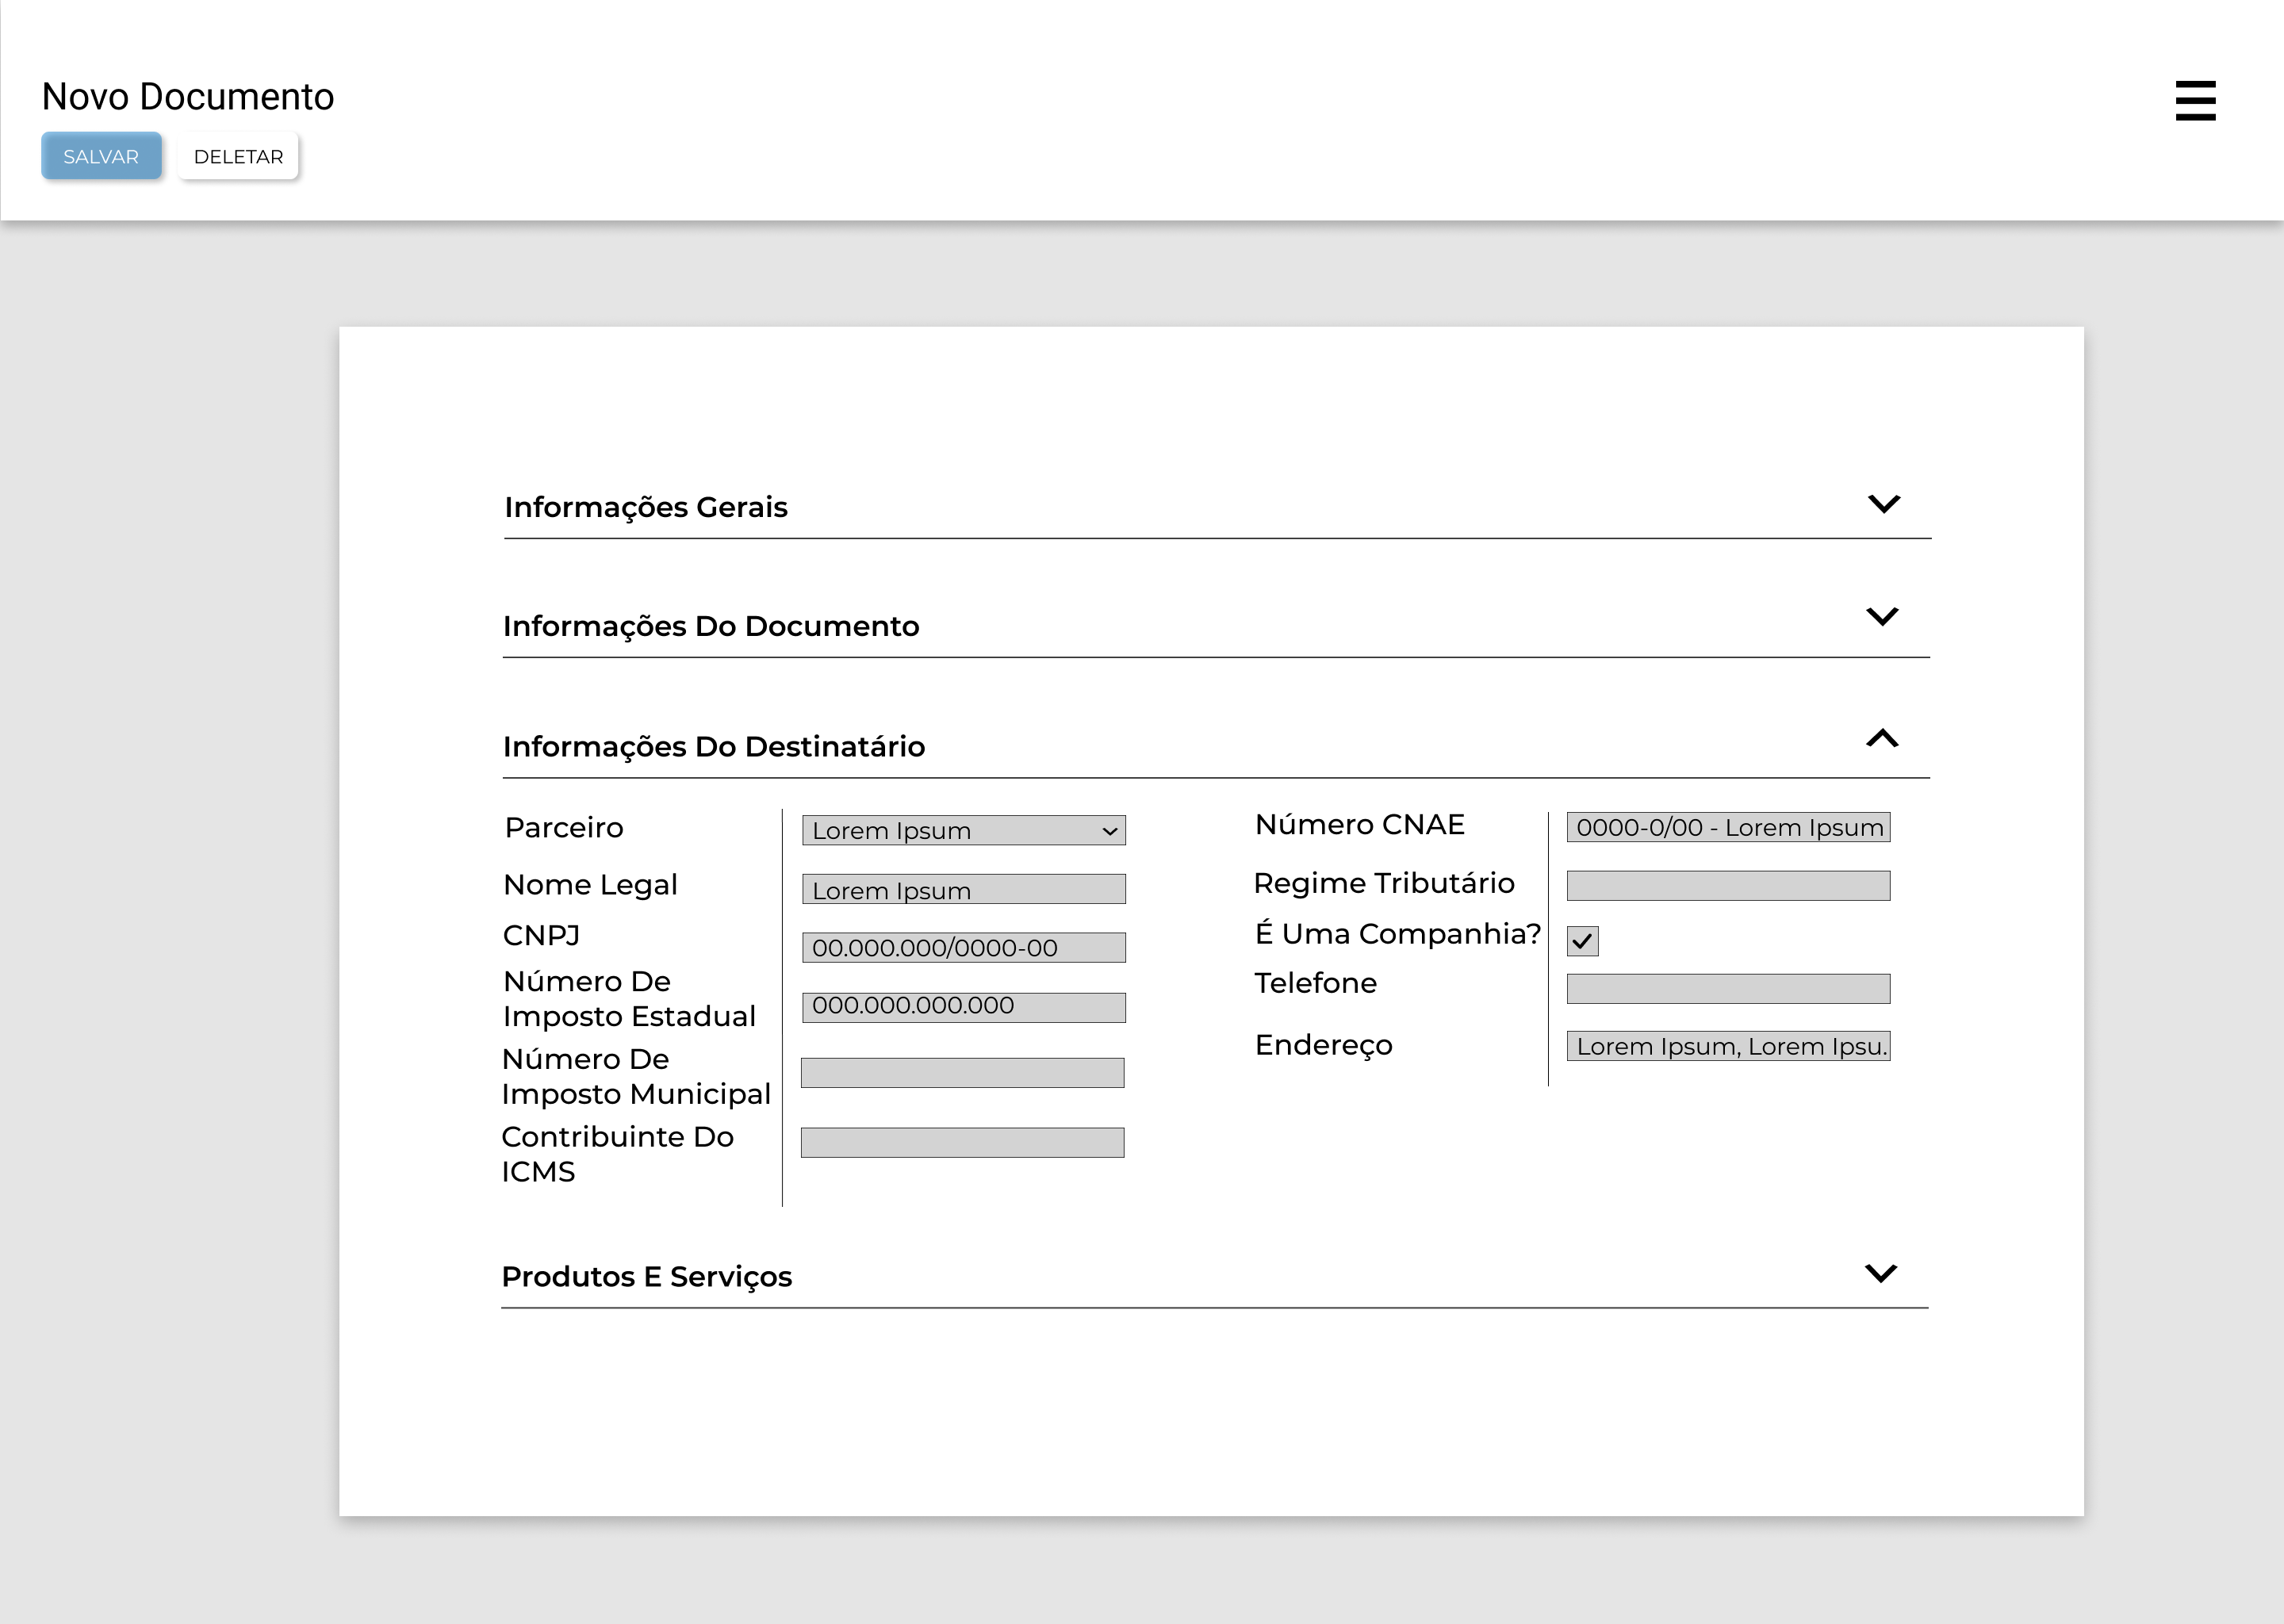 Novo Documento
SALVAR
DELETAR
Informações Gerais
Informações Do Documento
Informações Do Destinatário
Parceiro
Lorem Ipsum
Nome Legal
Lorem Ipsum
CNPJ
00.000.000/0000-00
Número De
Imposto Estadual
000.000.000.000
Número De
Imposto Municipal
Contribuinte Do
ICMS
Número CNAE
0000-0/00 - Lorem Ipsum
Regime Tributário
É Uma Companhia?
Telefone
Endereço
Lorem Ipsum, Lorem Ipsu.
Produtos E Serviços